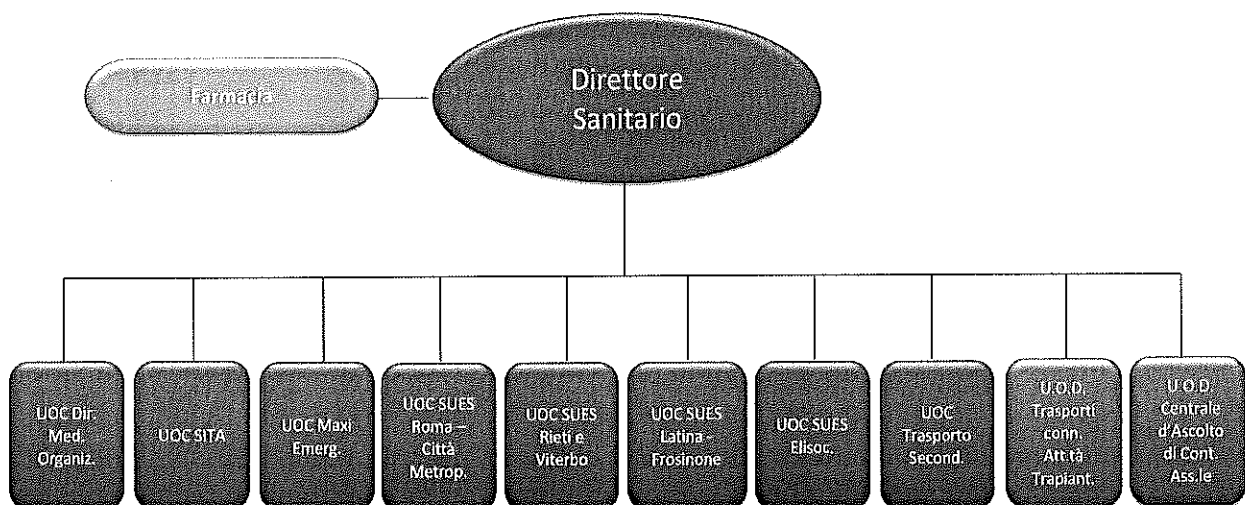 Farmacia
Direttore
Sanitario
UOC Dir.
Med.
Organiz.
UOC SITA
UOC Maxi
Emerg.
UOC SUES
Roma –
Città
Metrop.
UOC SUES
Rieti e
Viterbo
UOC SUES
Latina -
Frosinone
UOC SUES
Elisoc.
UOC
Trasporto
Second.
U.O.D.
Trasporti
conn.
Att.tà
Trapiant.
U.O.D.
Centrale
d'Ascolto
di Cont.
Ass.le